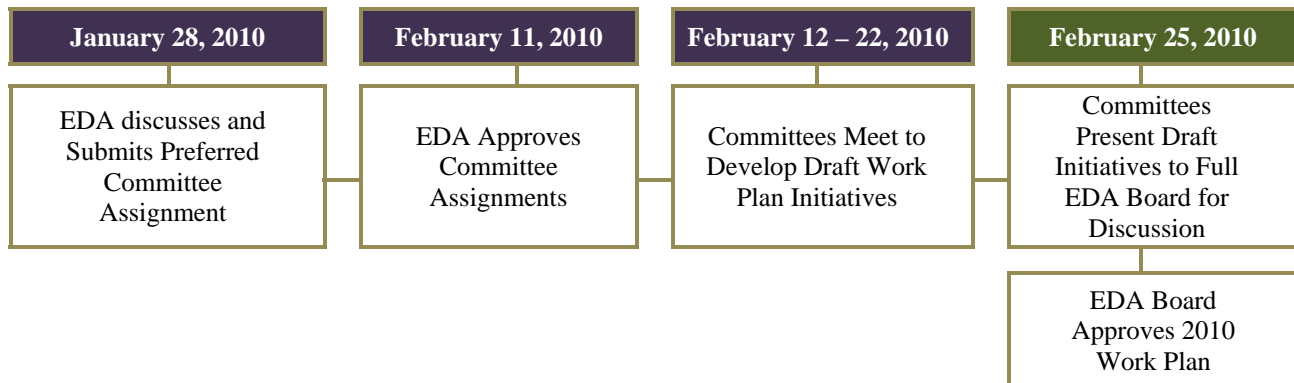 January 28, 2010
EDA discusses and
Submits Preferred
Committee
Assignment
February 11, 2010
EDA Approves
Committee
Assignments
February 12 – 22, 2010
Committees Meet to
Develop Draft Work
Plan Initiatives
February 25, 2010
Committees
Present Draft
Initiatives to Full
EDA Board for
Discussion
EDA Board
Approves 2010
Work Plan